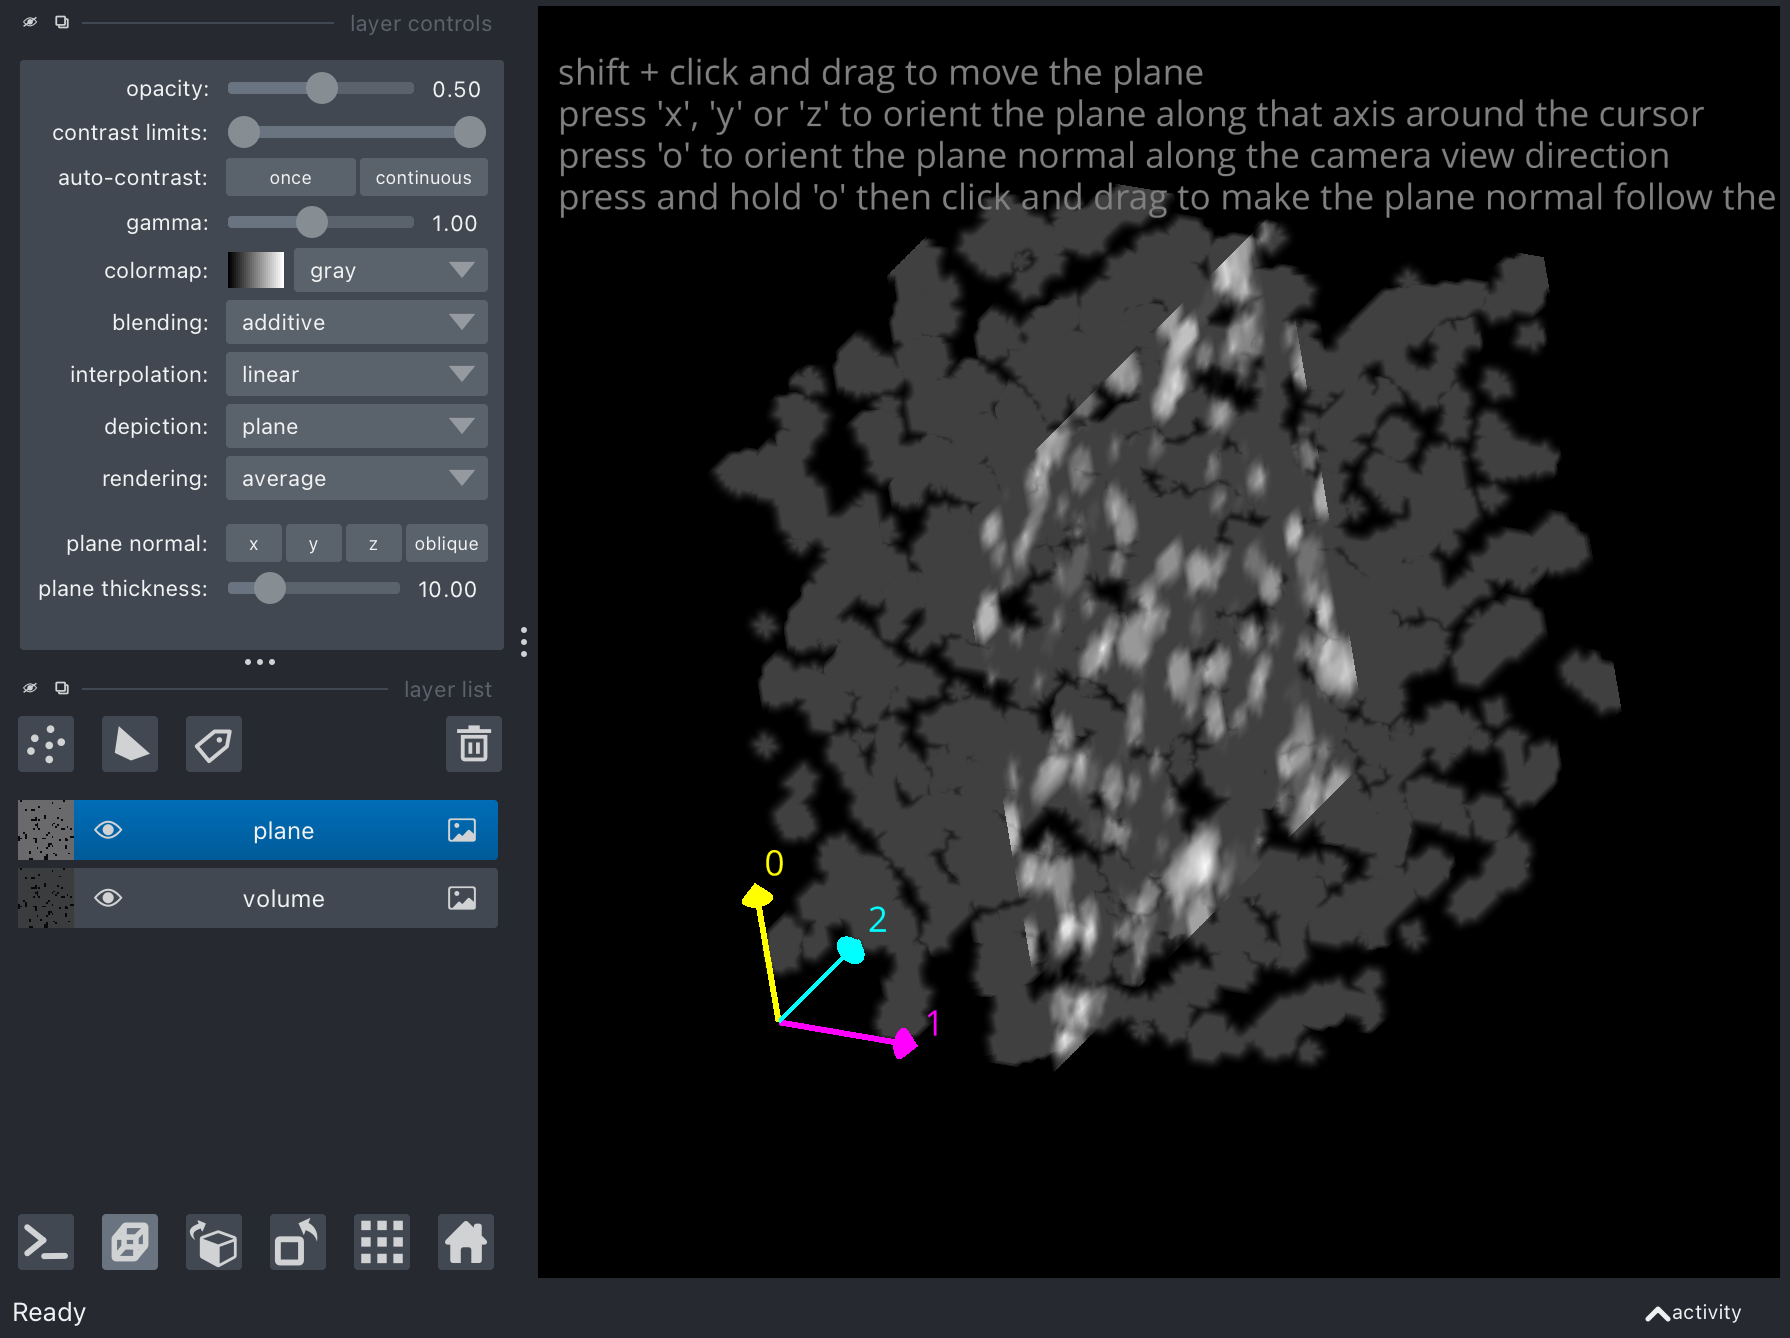 layer controls
opacity: 0.50
contrast limits:
auto-contrast: once continuous
gamma: 1.00
colormap: gray
blending: additive
interpolation: linear
depiction: plane
rendering: average
plane normal: x y z oblique
plane thickness: 10.00
layer list
plane
volume
Ready
shift + click and drag to move the plane
press 'x', 'y' or 'z' to orient the plane along that axis around the cursor
press 'o' to orient the plane normal along the camera view direction
press and hold 'o' then click and drag to make the plane normal follow the
0
2
1
activity